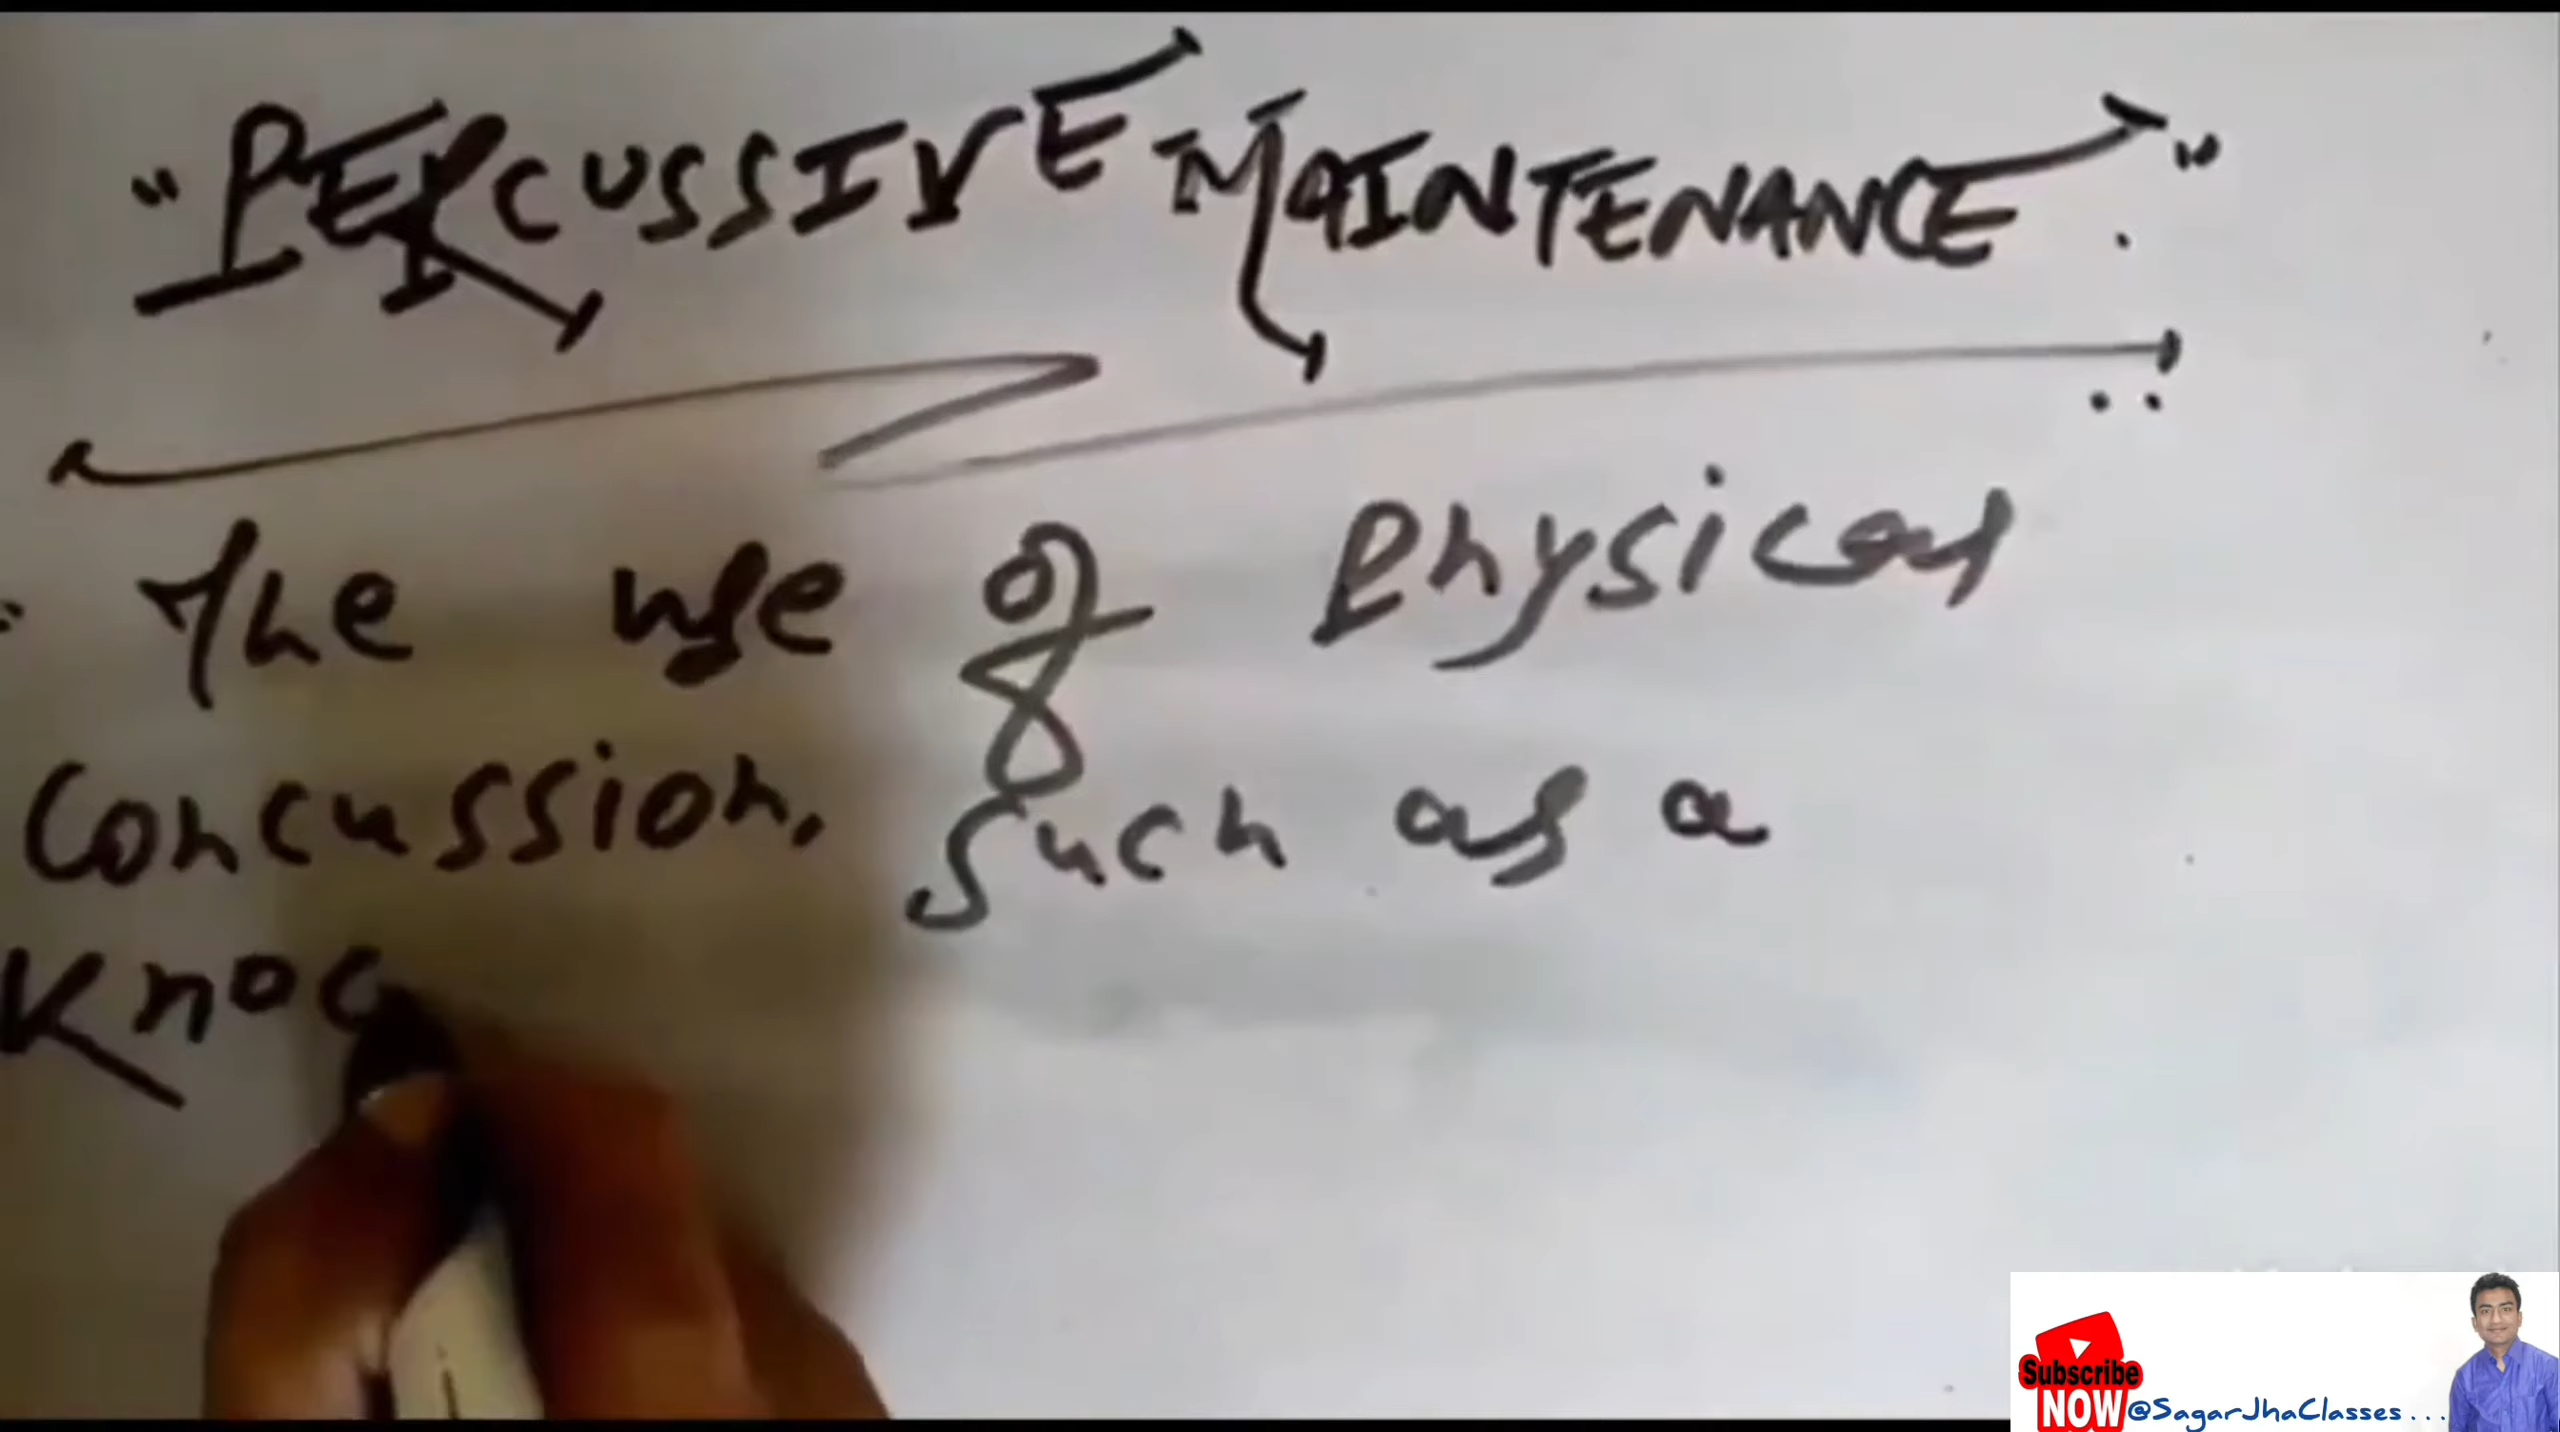 "PERCUSSIVE MAINTENANCE."
The use of Physical
Concussion, such as a
Knoc
Subscribe
NOW
@SagarJhaClasses...